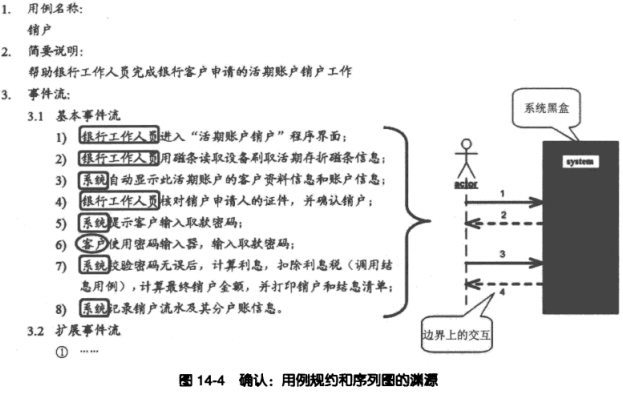 1. 用例名称:
销户
2. 简要说明:
帮助银行工作人员完成银行客户申请的活期账户销户工作
3. 事件流:
3.1 基本事件流
1) 银行工作人员进入“活期账户销户”程序界面;
2) 银行工作人员用磁条读取设备刷取活期存折磁条信息;
3) 系统自动显示此活期账户的客户资料信息和账户信息;
4) 银行工作人员核对销户申请人的证件,并确认销户;
5) 系统提示客户输入取款密码;
6) 客户使用密码输入器,输入取款密码;
7) 系统校验密码无误后,计算利息,扣除利息税(调用结
息用例),计算最终销户金额,并打印销户和结息清单;
8) 系统记录销户流水及其分户账信息。
3.2 扩展事件流
① ……
系统黑盒
system
actor
1
2
3
4
边界上的交互
图 14-4 确认:用例规约和序列图的渊源